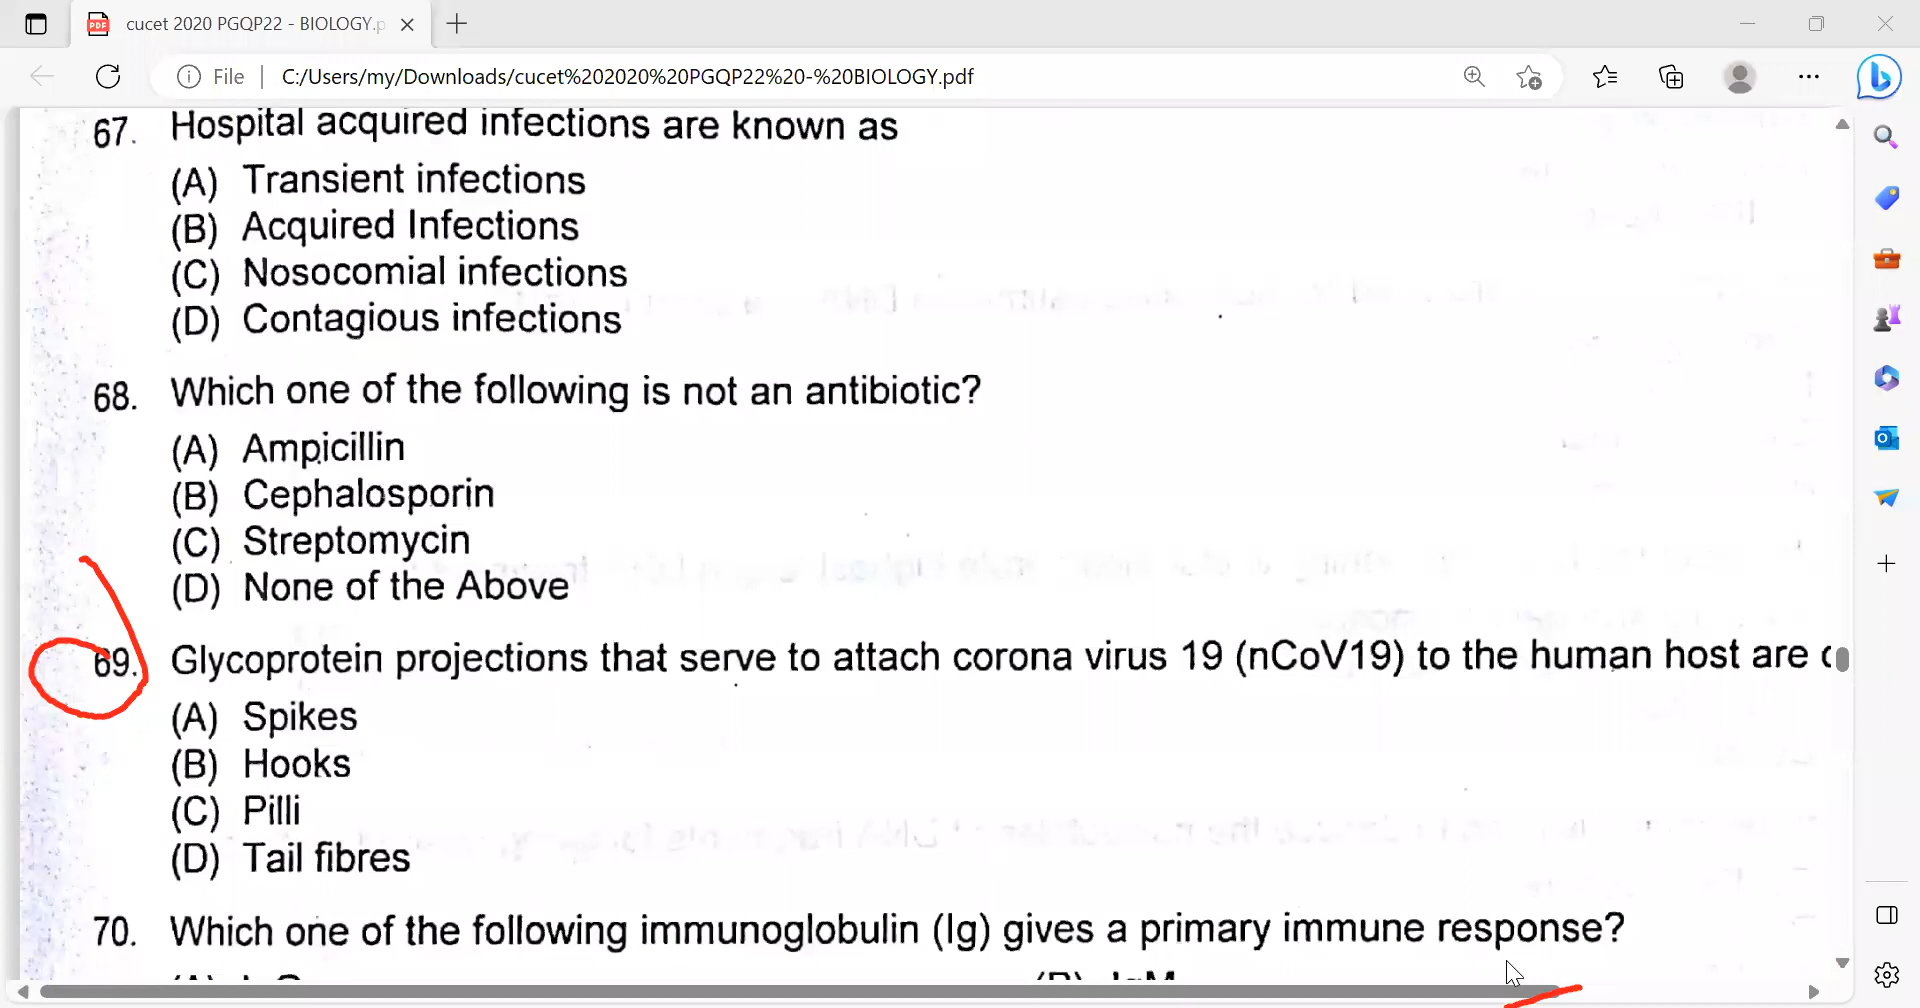 cucet 2020 PGQP22 - BIOLOGY.p
File
C:/Users/my/Downloads/cucet%202020%20PGQP22%20-%20BIOLOGY.pdf
67. Hospital acquired infections are known as
(A) Transient infections
(B) Acquired Infections
(C) Nosocomial infections
(D) Contagious infections
68. Which one of the following is not an antibiotic?
(A) Ampicillin
(B) Cephalosporin
(C) Streptomycin
(D) None of the Above
69. Glycoprotein projections that serve to attach corona virus 19 (nCoV19) to the human host are
(A) Spikes
(B) Hooks
(C) Pilli
(D) Tail fibres
70. Which one of the following immunoglobulin (Ig) gives a primary immune response?